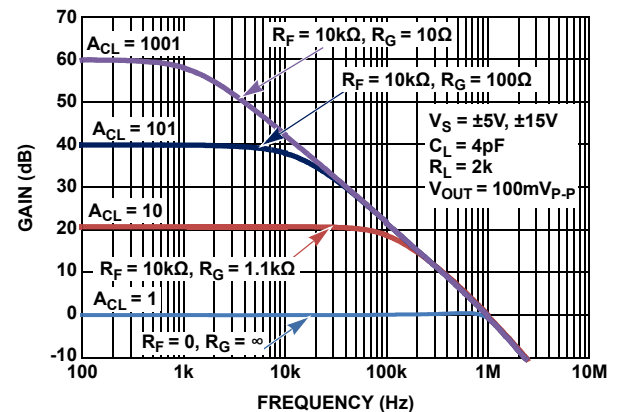 70
60
50
40
30
20
10
0
-10
GAIN (dB)
A_CL = 1001
R_F = 10kΩ, R_G = 10Ω
R_F = 10kΩ, R_G = 100Ω
A_CL = 101
V_S = ±5V, ±15V
C_L = 4pF
R_L = 2k
V_OUT = 100mV_P-P
A_CL = 10
R_F = 10kΩ, R_G = 1.1kΩ
A_CL = 1
R_F = 0, R_G = ∞
100 1k 10k 100k 1M 10M
FREQUENCY (Hz)